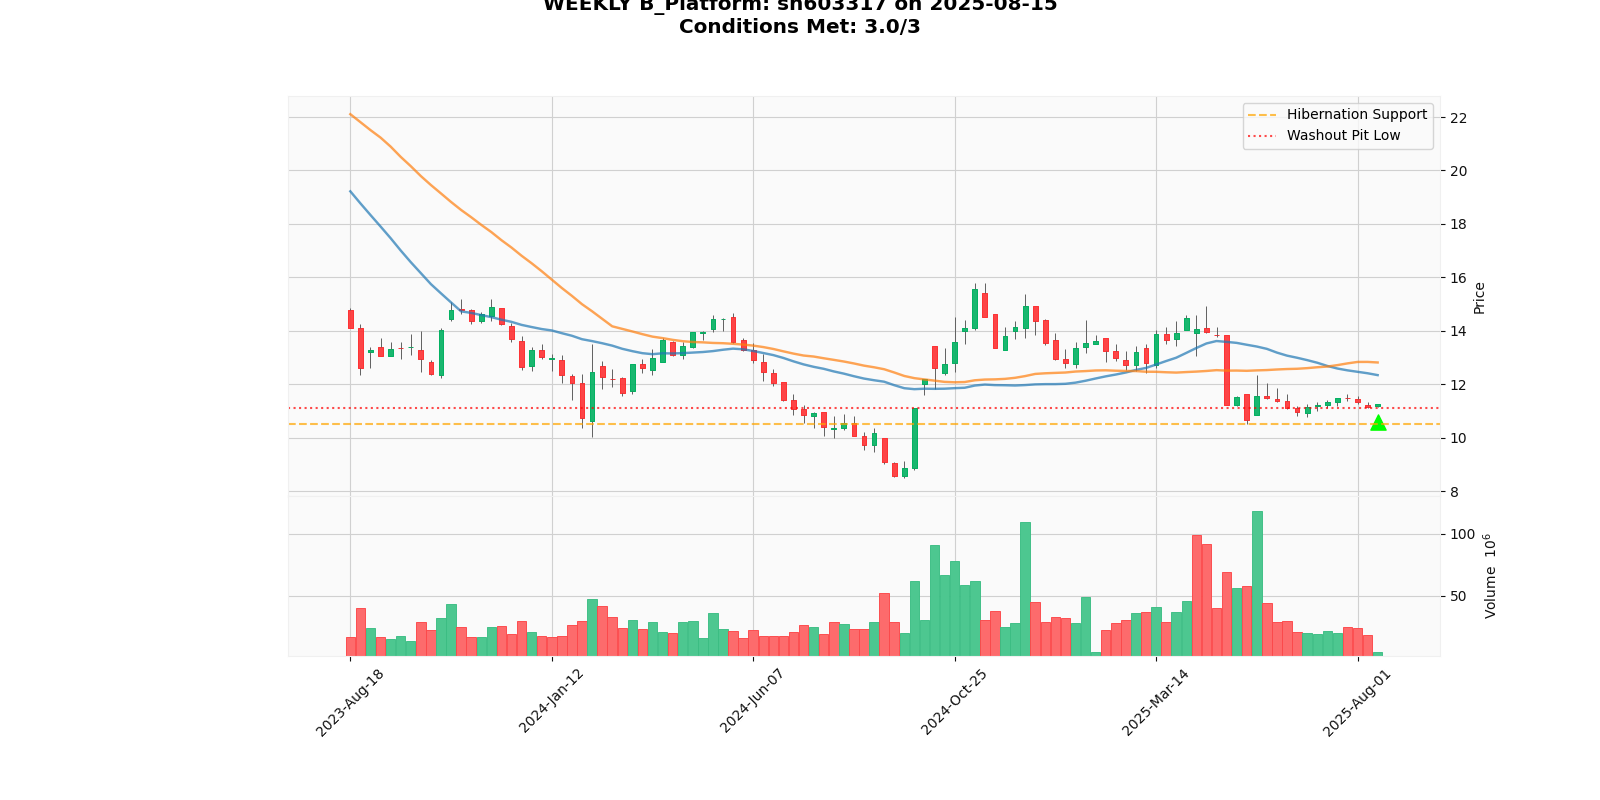 WEEKLY B_Platform: sh603317 on 2025-08-15
Conditions Met: 3.0/3
Hibernation Support
Washout Pit Low
22
20
18
16
14
12
10
8
Price
100
50
Volume 10^6
2023-Aug-18
2024-Jan-12
2024-Jun-07
2024-Oct-25
2025-Mar-14
2025-Aug-01